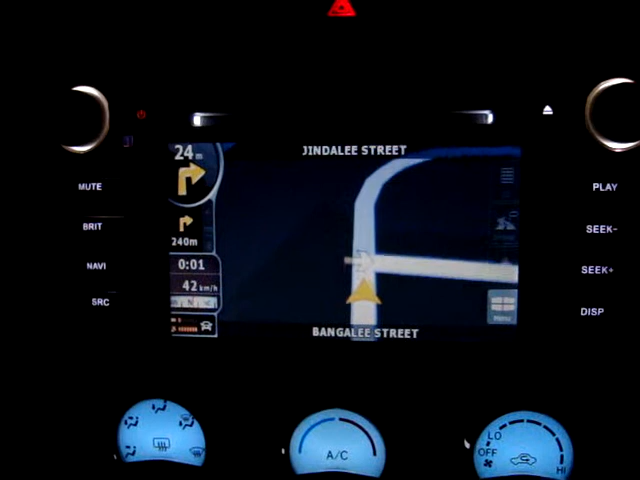 24m
JINDALEE STREET
MUTE
PLAY
BRIT
240m
SEEK-
NAVI
0:01
SEEK+
42 km/h
SRC
Menu
DISP
BANGALEE STREET
A/C
LO
OFF
HI